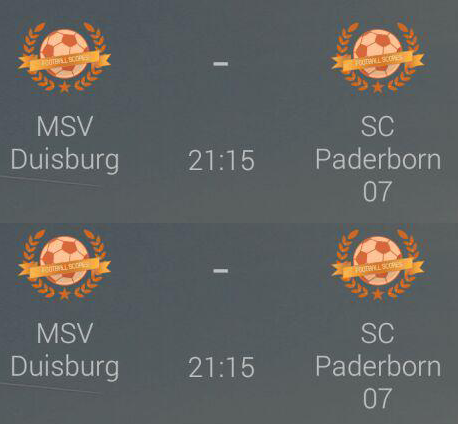 FOOTBALL SCORES
FOOTBALL SCORES
-
MSV
Duisburg
21:15
SC
Paderborn
07
FOOTBALL SCORES
FOOTBALL SCORES
-
MSV
Duisburg
21:15
SC
Paderborn
07